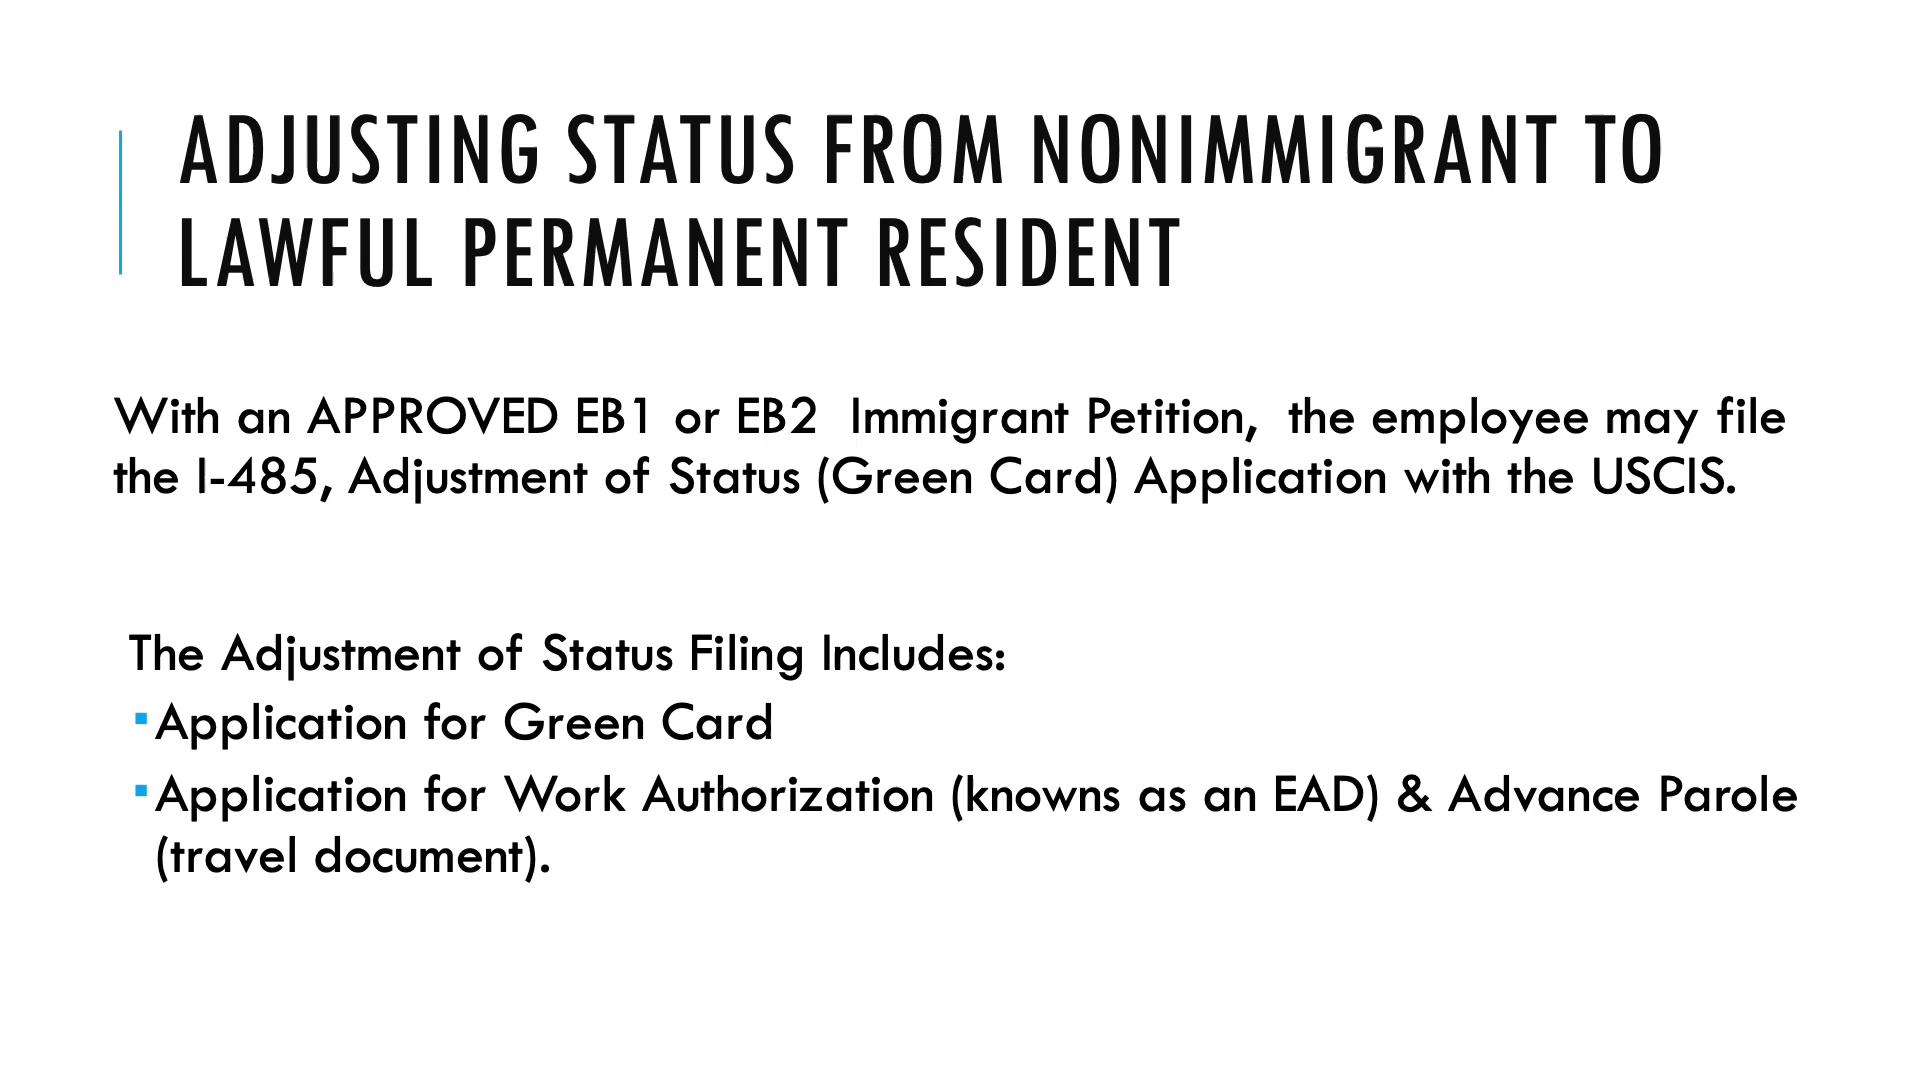 ADJUSTING STATUS FROM NONIMMIGRANT TO
LAWFUL PERMANENT RESIDENT
With an APPROVED EB1 or EB2  Immigrant Petition,  the employee may file
the I-485, Adjustment of Status (Green Card) Application with the USCIS.
The Adjustment of Status Filing Includes:
▪Application for Green Card
▪Application for Work Authorization (knowns as an EAD) & Advance Parole
(travel document).